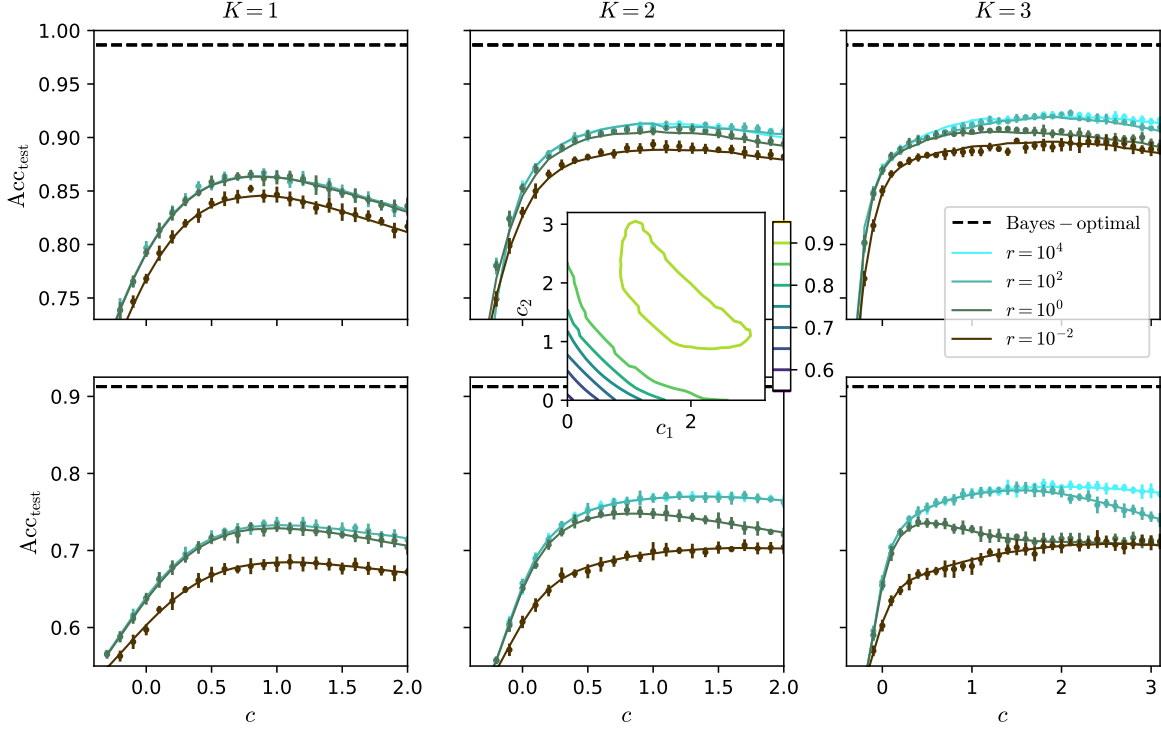 K = 1
K = 2
K = 3
1.00
0.95
0.90
0.85
0.80
0.75
Acc_test
Bayes − optimal
r = 10^4
r = 10^2
r = 10^0
r = 10^−2
3
2
1
0
c_2
0
2
c_1
0.9
0.8
0.7
0.6
0.9
0.8
0.7
0.6
Acc_test
0.0 0.5 1.0 1.5 2.0
0.0 0.5 1.0 1.5 2.0
0 1 2 3
c
c
c